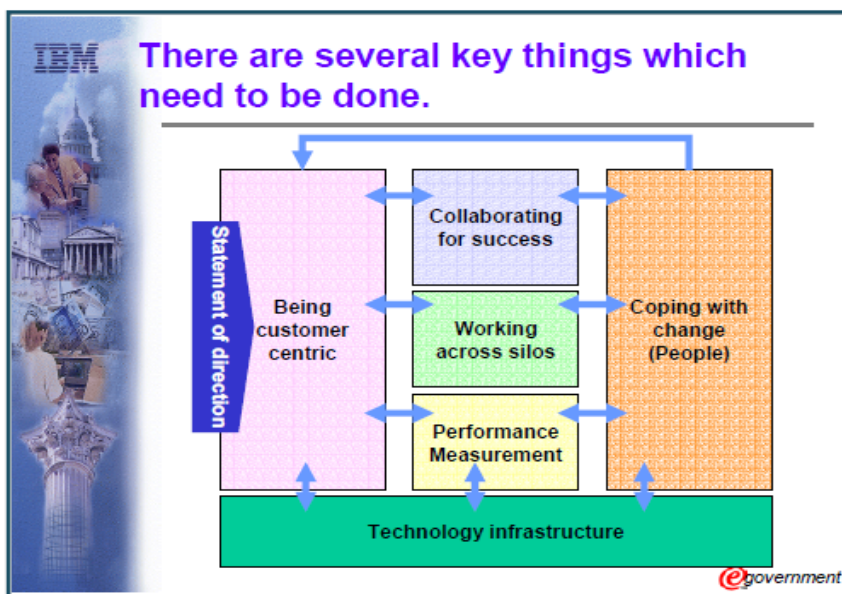 IBM
There are several key things which
need to be done.
Statement of direction
Being
customer
centric
Collaborating
for success
Working
across silos
Performance
Measurement
Coping with
change
(People)
Technology infrastructure
egovernment